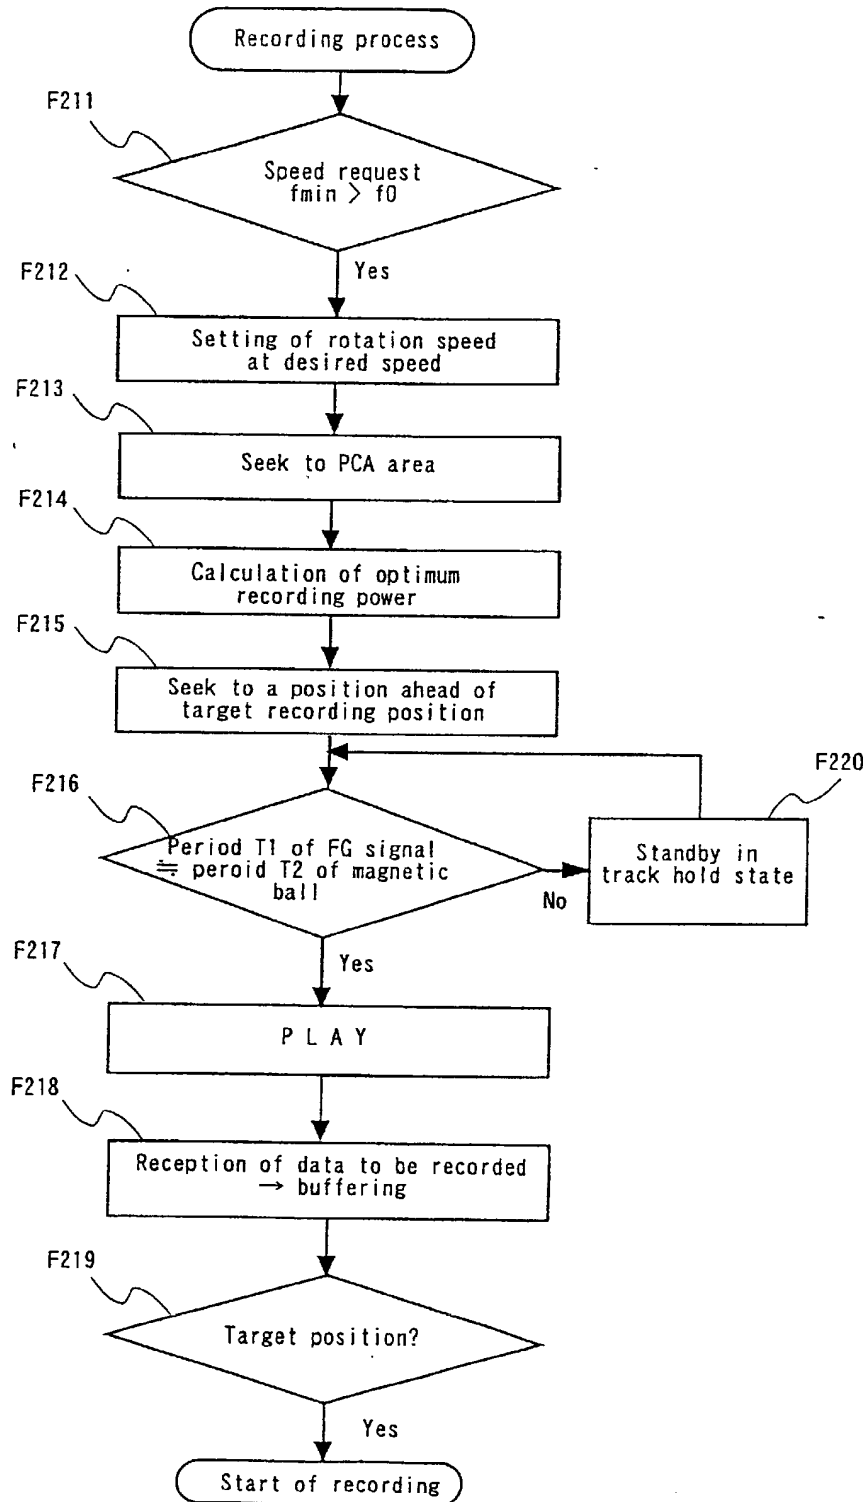 Recording process
F211
Speed request
fmin > f0
Yes
F212
Setting of rotation speed
at desired speed
F213
Seek to PCA area
F214
Calculation of optimum
recording power
F215
Seek to a position ahead of
target recording position
F216
Period T1 of FG signal
≒ peroid T2 of magnetic
ball
No
F220
Standby in
track hold state
Yes
F217
PLAY
F218
Reception of data to be recorded
→ buffering
F219
Target position?
Yes
Start of recording